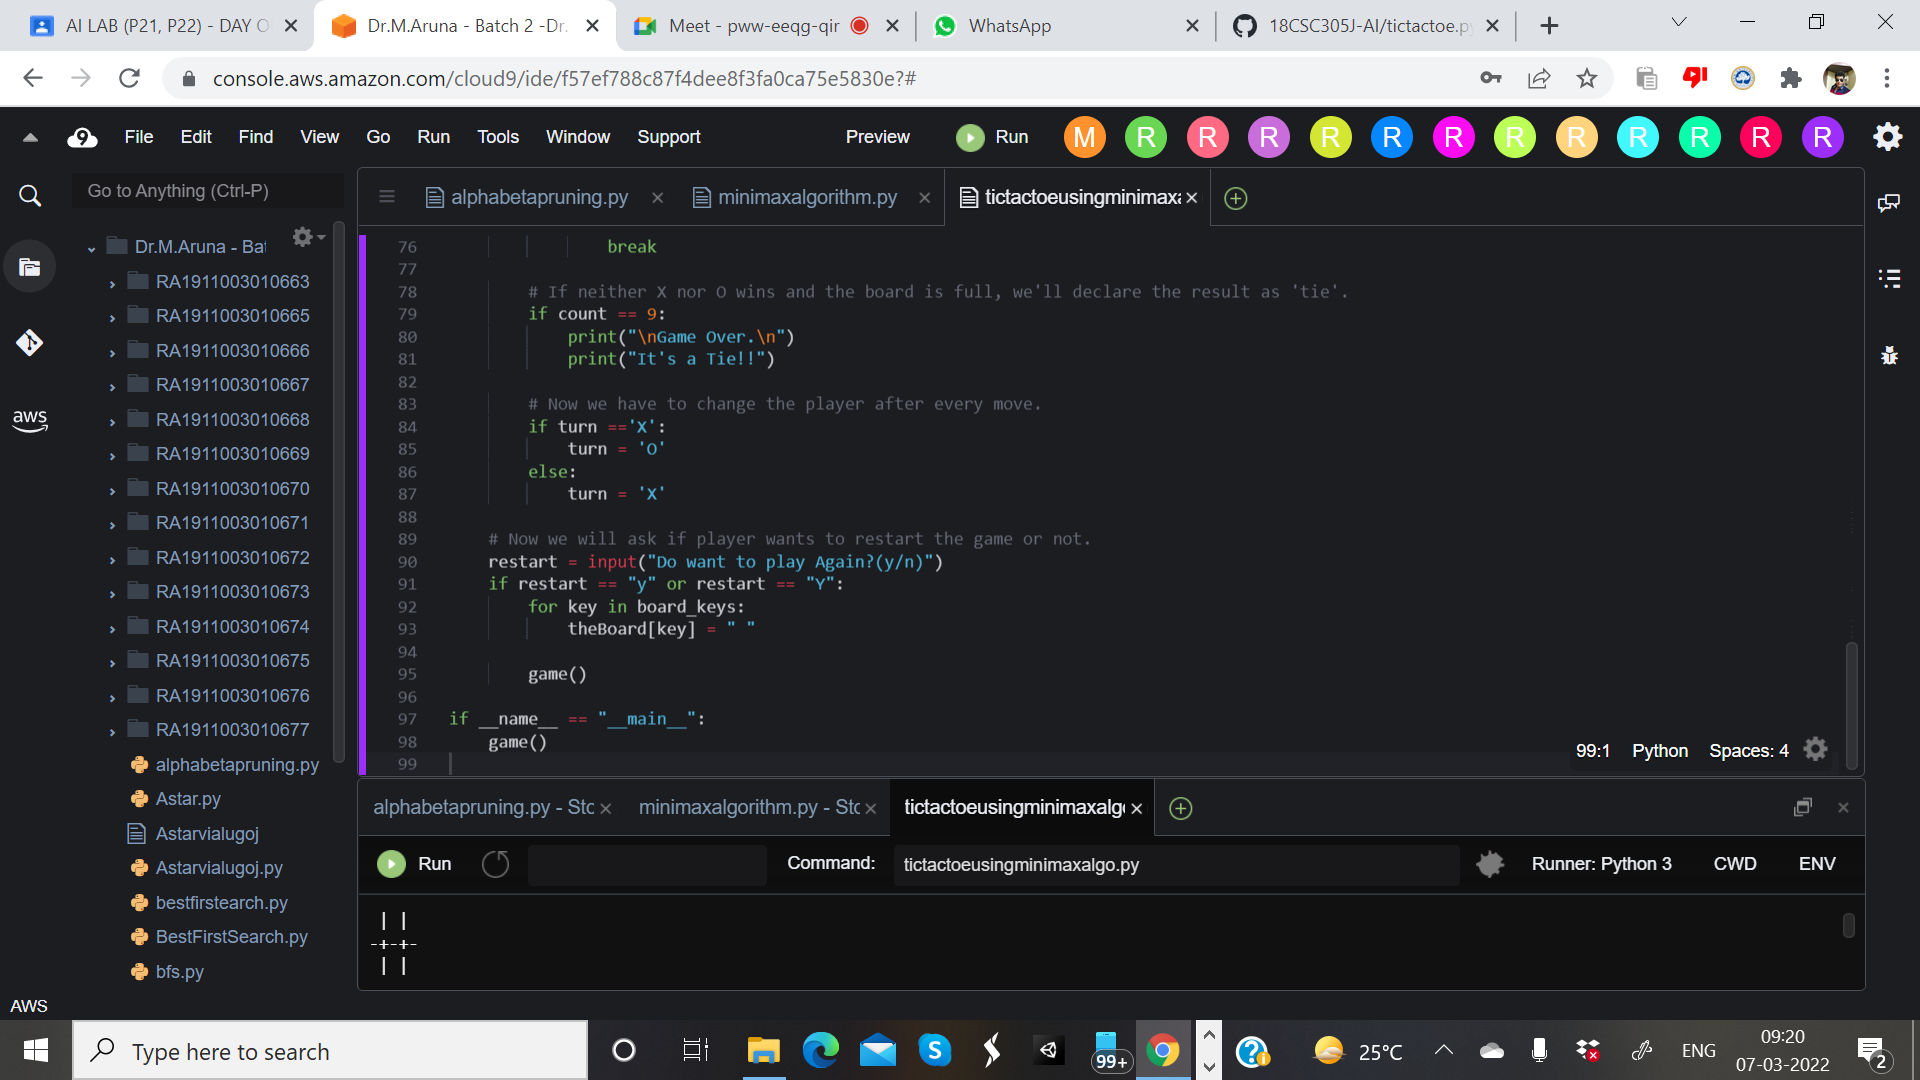 AI LAB (P21, P22) - DAY O
Dr.M.Aruna - Batch 2 -Dr.
Meet - pww-eeqg-qir
WhatsApp
18CSC305J-AI/tictactoe.py
console.aws.amazon.com/cloud9/ide/f57ef788c87f4dee8f3fa0ca75e5830e?#
9 File Edit Find View Go Run Tools Window Support Preview Run M R R R R R R R R R R R R
Go to Anything (Ctrl-P)
alphabetapruning.py
minimaxalgorithm.py
tictactoeusingminimaxa
Dr.M.Aruna - Bat
RA1911003010663
RA1911003010665
RA1911003010666
RA1911003010667
RA1911003010668
RA1911003010669
RA1911003010670
RA1911003010671
RA1911003010672
RA1911003010673
RA1911003010674
RA1911003010675
RA1911003010676
RA1911003010677
alphabetapruning.py
Astar.py
Astarvialugoj
Astarvialugoj.py
bestfirstearch.py
BestFirstSearch.py
bfs.py
aws
AWS
76 break
77
78 # If neither X nor O wins and the board is full, we'll declare the result as 'tie'.
79 if count == 9:
80 print("\nGame Over.\n")
81 print("It's a Tie!!")
82
83 # Now we have to change the player after every move.
84 if turn =='X':
85 turn = 'O'
86 else:
87 turn = 'X'
88
89 # Now we will ask if player wants to restart the game or not.
90 restart = input("Do want to play Again?(y/n)")
91 if restart == "y" or restart == "Y":
92 for key in board_keys:
93 theBoard[key] = " "
94
95 game()
96
97 if __name__ == "__main__":
98 game()
99
99:1 Python Spaces: 4
alphabetapruning.py - Stc
minimaxalgorithm.py - Stc
tictactoeusingminimaxalg
Run Command: tictactoeusingminimaxalgo.py Runner: Python 3 CWD ENV
| |
-+-+-
| |
Type here to search
99+
25°C
ENG
09:20
07-03-2022
2